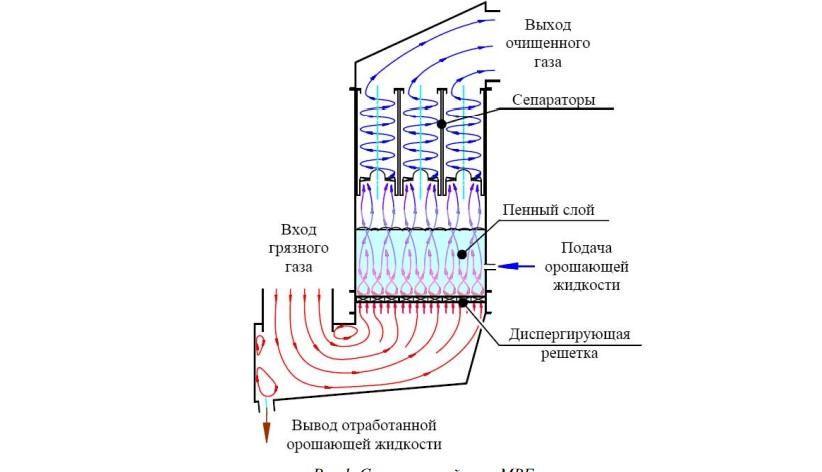 Выход
очищенного
газа
Сепараторы
Пенный слой
Вход
грязного
газа
Подача
орошающей
жидкости
Диспергирующая
решетка
Вывод отработанной
орошающей жидкости